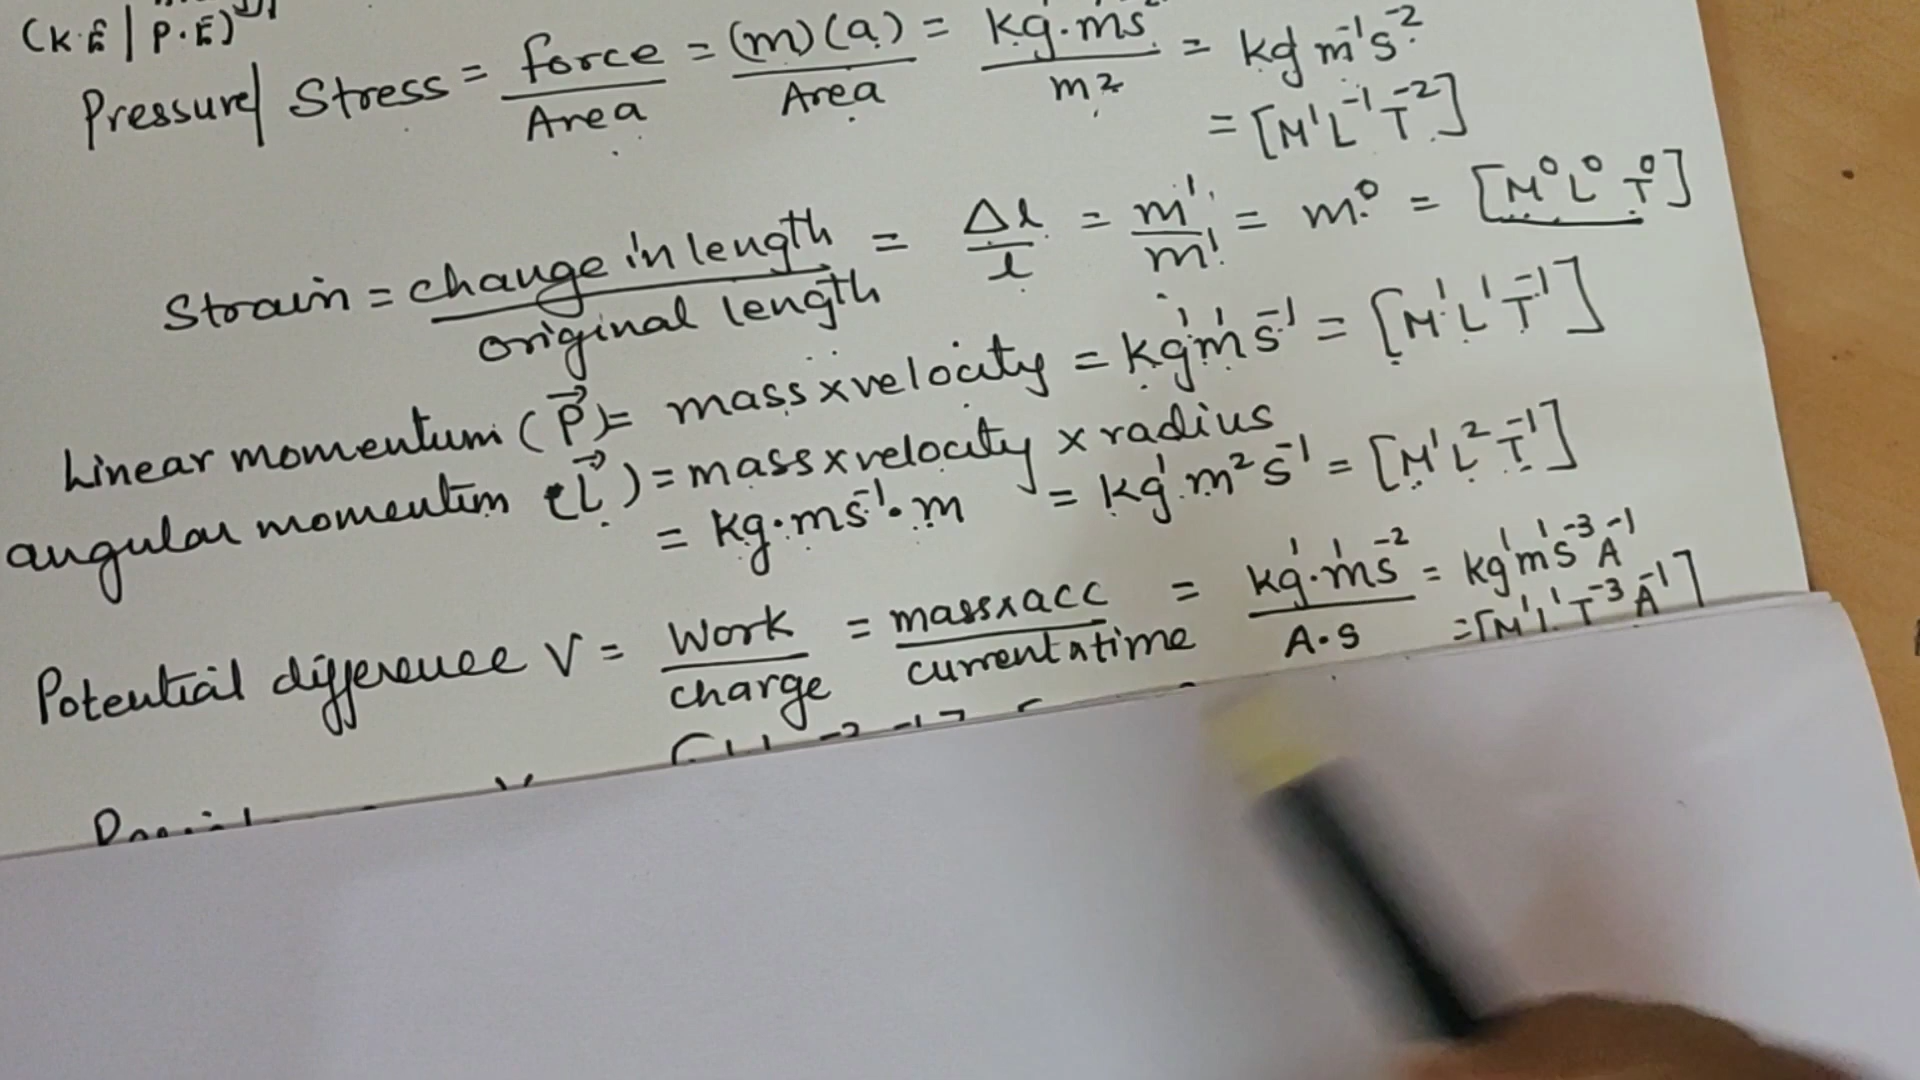 (K.E | P.E)
Pressure/ Stress = force/Area = (m)(a)/Area = kg.ms⁻²/m² = kg m⁻¹s⁻²
= [M¹L⁻¹T⁻²]
Strain = change in length/original length = Δl/l = m¹/m¹ = m⁰ = [M⁰L⁰T⁰]
Linear momentum (P⃗) = mass x velocity = kg¹m¹s⁻¹ = [M¹L¹T⁻¹]
angular momentum (L⃗) = mass x velocity x radius
= kg.ms⁻¹.m = kg¹.m²s⁻¹ = [M¹L²T⁻¹]
Potential difference V = Work/charge = mass x acc/current x time = kg¹.m¹s⁻²/A.s = kg¹m¹s⁻³A⁻¹
= [M¹L¹T⁻³A⁻¹]